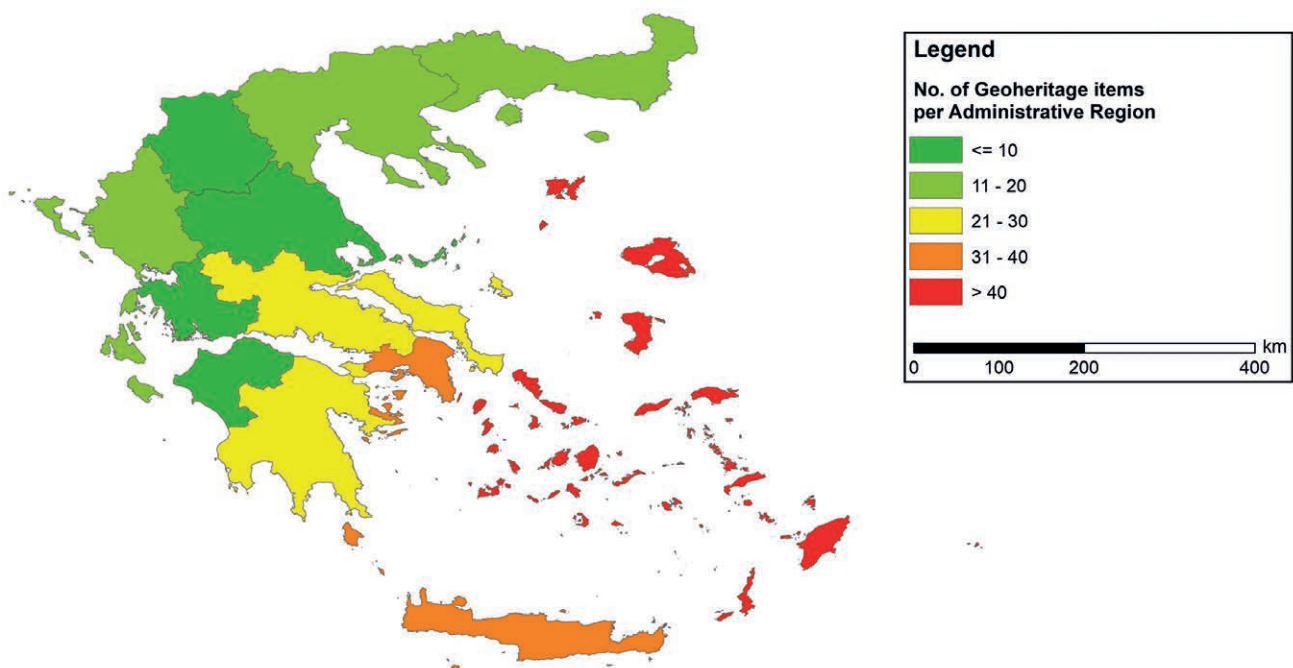 Legend
No. of Geoheritage items
per Administrative Region
<= 10
11 - 20
21 - 30
31 - 40
> 40
km
0 100 200 400